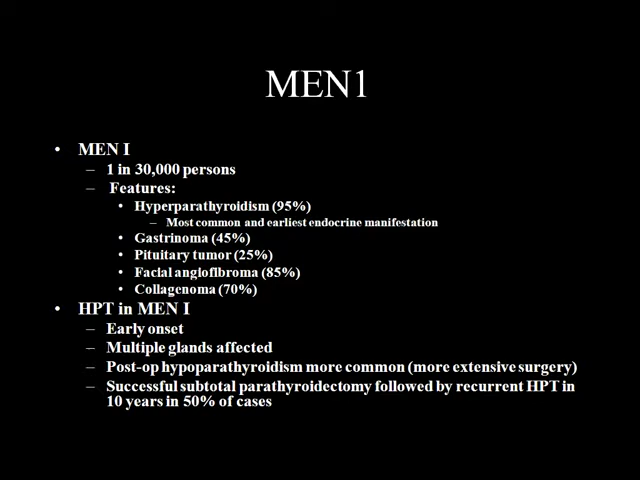 MEN1
• MEN I
– 1 in 30,000 persons
– Features:
• Hyperparathyroidism (95%)
– Most common and earliest endocrine manifestation
• Gastrinoma (45%)
• Pituitary tumor (25%)
• Facial angiofibroma (85%)
• Collagenoma (70%)
• HPT in MEN I
– Early onset
– Multiple glands affected
– Post-op hypoparathyroidism more common (more extensive surgery)
– Successful subtotal parathyroidectomy followed by recurrent HPT in
10 years in 50% of cases